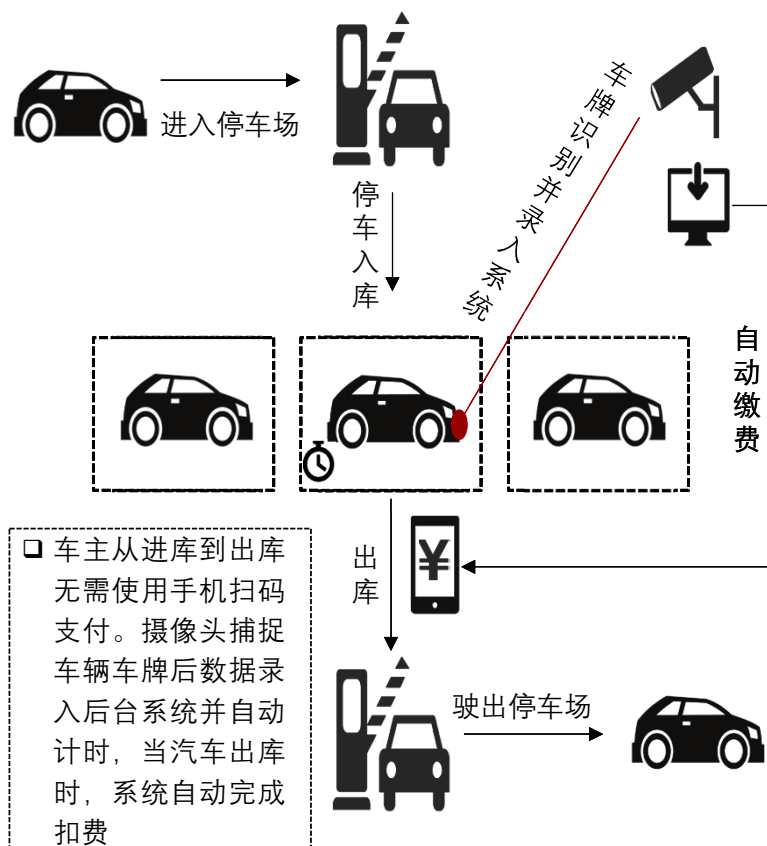 进入停车场
停车入库
车牌识别并录入系统
自动缴费
¥
出库
❑ 车主从进库到出库
无需使用手机扫码
支付。摄像头捕捉
车辆车牌后数据录
入后台系统并自动
计时，当汽车出库
时，系统自动完成
扣费
驶出停车场